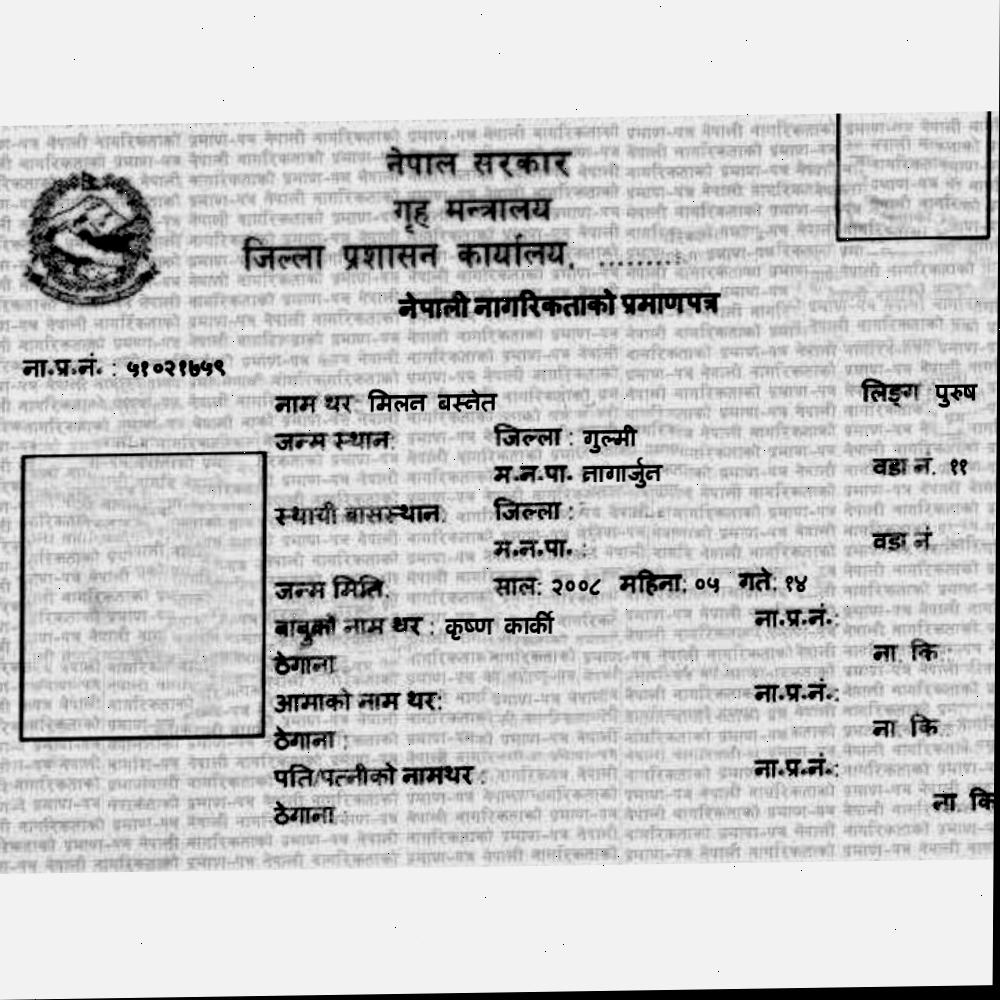 नेपाल सरकार
गृह मन्त्रालय
जिल्ला प्रशासन कार्यालय, ..........
नेपाली नागरिकताको प्रमाणपत्र
ना.प्र.नं. : ५१०२१७५९
नाम थर मिलन बस्नेत लिङ्ग पुरुष
जन्म स्थान: जिल्ला : गुल्मी
म.न.पा. नागार्जुन वडा नं. ११
स्थायी बासस्थान: जिल्ला :
म.न.पा. : वडा नं
जन्म मिति: साल: २००८ महिना: ०५ गते: १४
बाबुको नाम थर : कृष्ण कार्की ना.प्र.नं.:
ठेगाना ना. कि :
आमाको नाम थर: ना.प्र.नं.:
ठेगाना : ना. कि :
पति/पत्नीको नामथर : ना.प्र.नं.:
ठेगाना : ना. कि